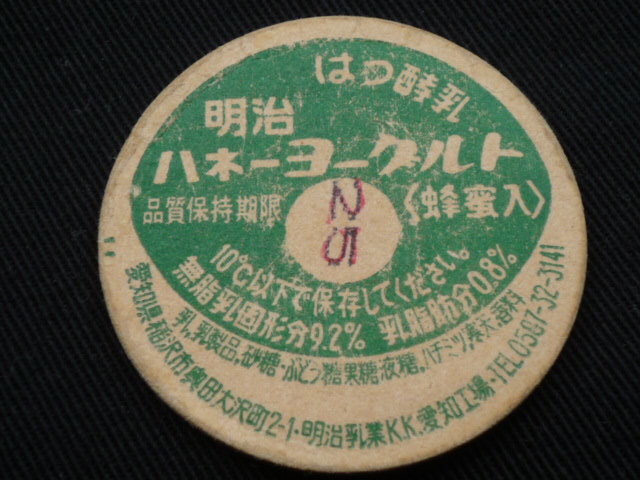 はつ酵乳
明治
ハネーヨーグルト
〈蜂蜜入〉
品質保持期限
25
10℃以下で保存してください。
無脂乳固形分9.2% 乳脂肪分0.8%
乳、乳製品、砂糖・ぶどう糖果糖液糖、ハチミツ、寒天、香料
愛知県稲沢市奥田大沢町2-1・明治乳業K.K.愛知工場・TEL0587-32-3141